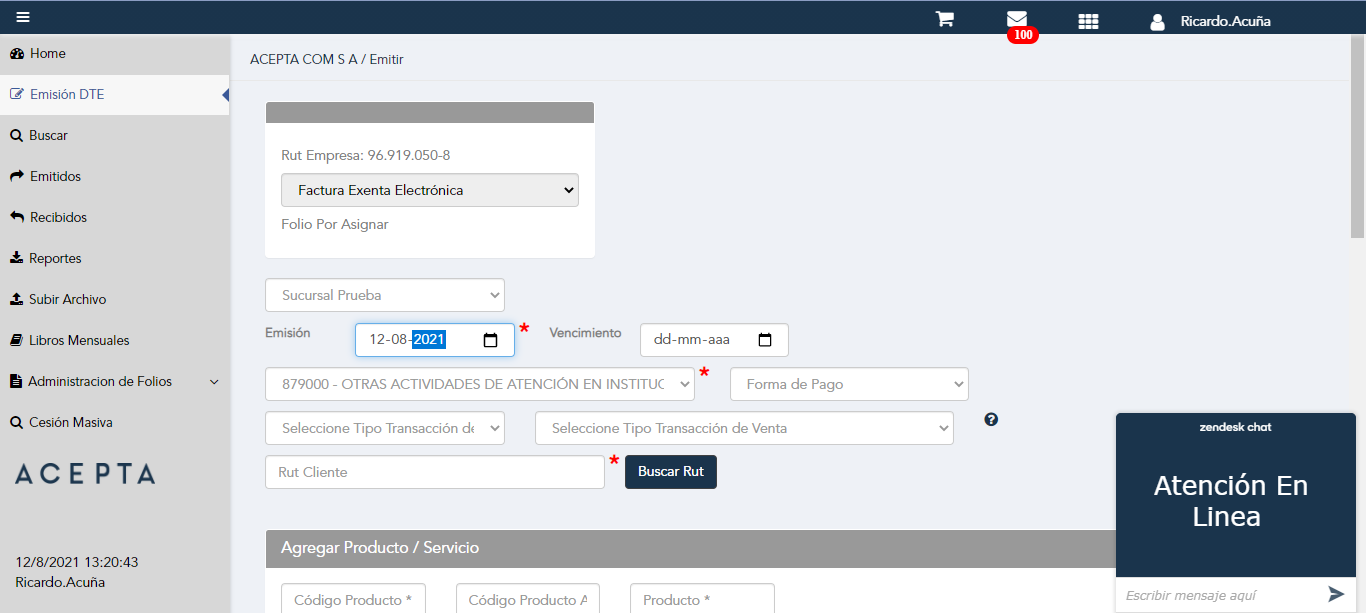 Ricardo.Acuña
100
Home
Emisión DTE
Buscar
Emitidos
Recibidos
Reportes
Subir Archivo
Libros Mensuales
Administracion de Folios
Cesión Masiva
ACEPTA
12/8/2021 13:20:43
Ricardo.Acuña
ACEPTA COM S A / Emitir
Rut Empresa: 96.919.050-8
Factura Exenta Electrónica
Folio Por Asignar
Sucursal Prueba
Emisión 12-08-2021 * Vencimiento dd-mm-aaa
879000 - OTRAS ACTIVIDADES DE ATENCIÓN EN INSTITUC * Forma de Pago
Seleccione Tipo Transacción de Seleccione Tipo Transacción de Venta ?
Rut Cliente * Buscar Rut
Agregar Producto / Servicio
Código Producto * Código Producto A Producto *
zendesk chat
Atención En
Linea
Escribir mensaje aquí